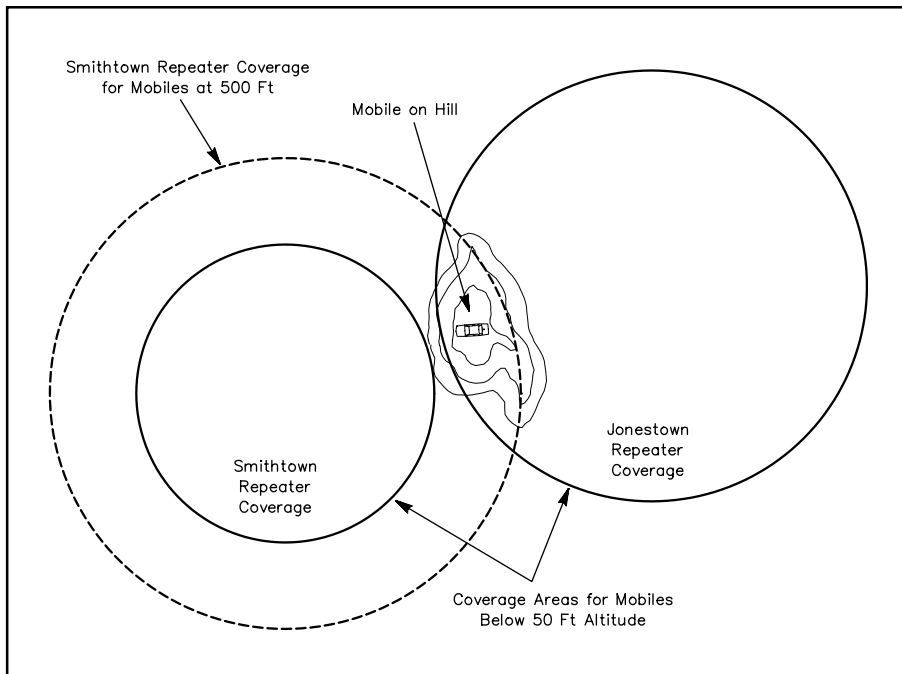 Smithtown Repeater Coverage
for Mobiles at 500 Ft
Mobile on Hill
Jonestown
Repeater
Coverage
Smithtown
Repeater
Coverage
Coverage Areas for Mobiles
Below 50 Ft Altitude